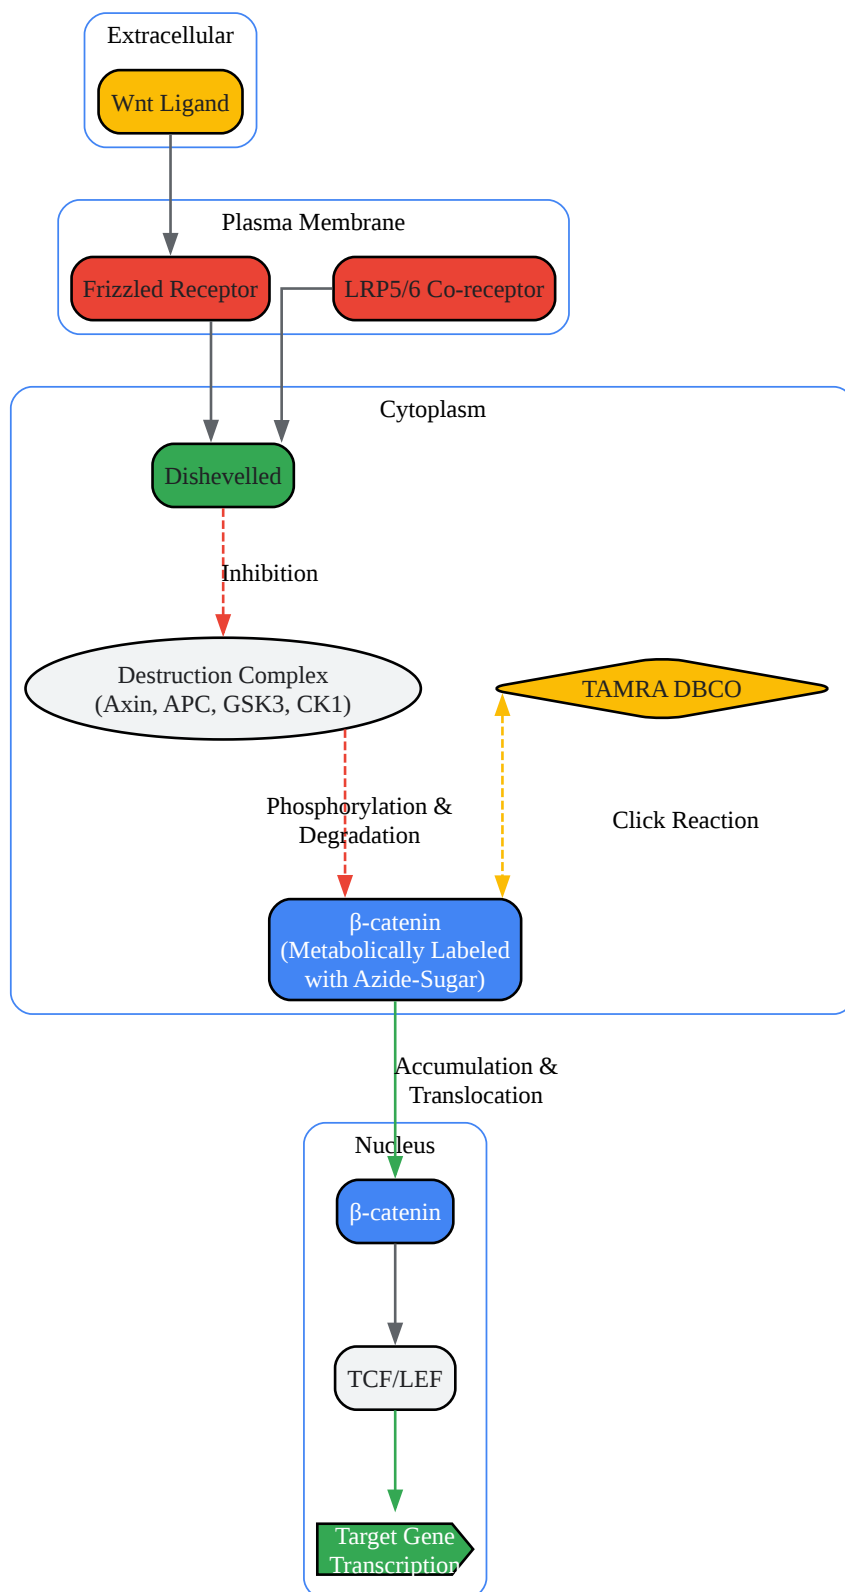 Extracellular
Wnt Ligand
Plasma Membrane
Frizzled Receptor
LRP5/6 Co-receptor
Cytoplasm
Dishevelled
Inhibition
Destruction Complex
(Axin, APC, GSK3, CK1)
TAMRA DBCO
Phosphorylation &
Degradation
Click Reaction
β-catenin
(Metabolically Labeled
with Azide-Sugar)
Accumulation &
Translocation
Nucleus
β-catenin
TCF/LEF
Target Gene
Transcription